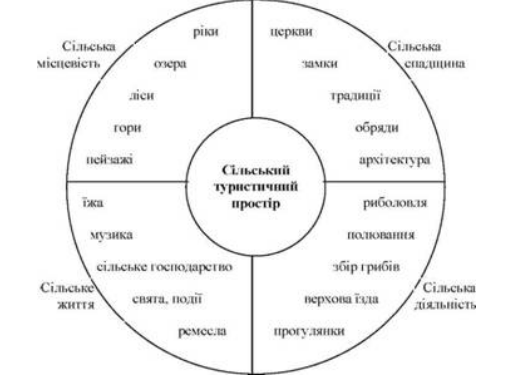 Сільська
місцевість
ріки
озера
ліси
гори
пейзажі
церкви
замки
традиції
обряди
архітектура
Сільська
спадщина
Сільський
туристичний
простір
їжа
музика
сільське господарство
свята, події
ремесла
Сільське
життя
риболовля
полювання
збір грибів
верхова їзда
прогулянки
Сільська
діяльність